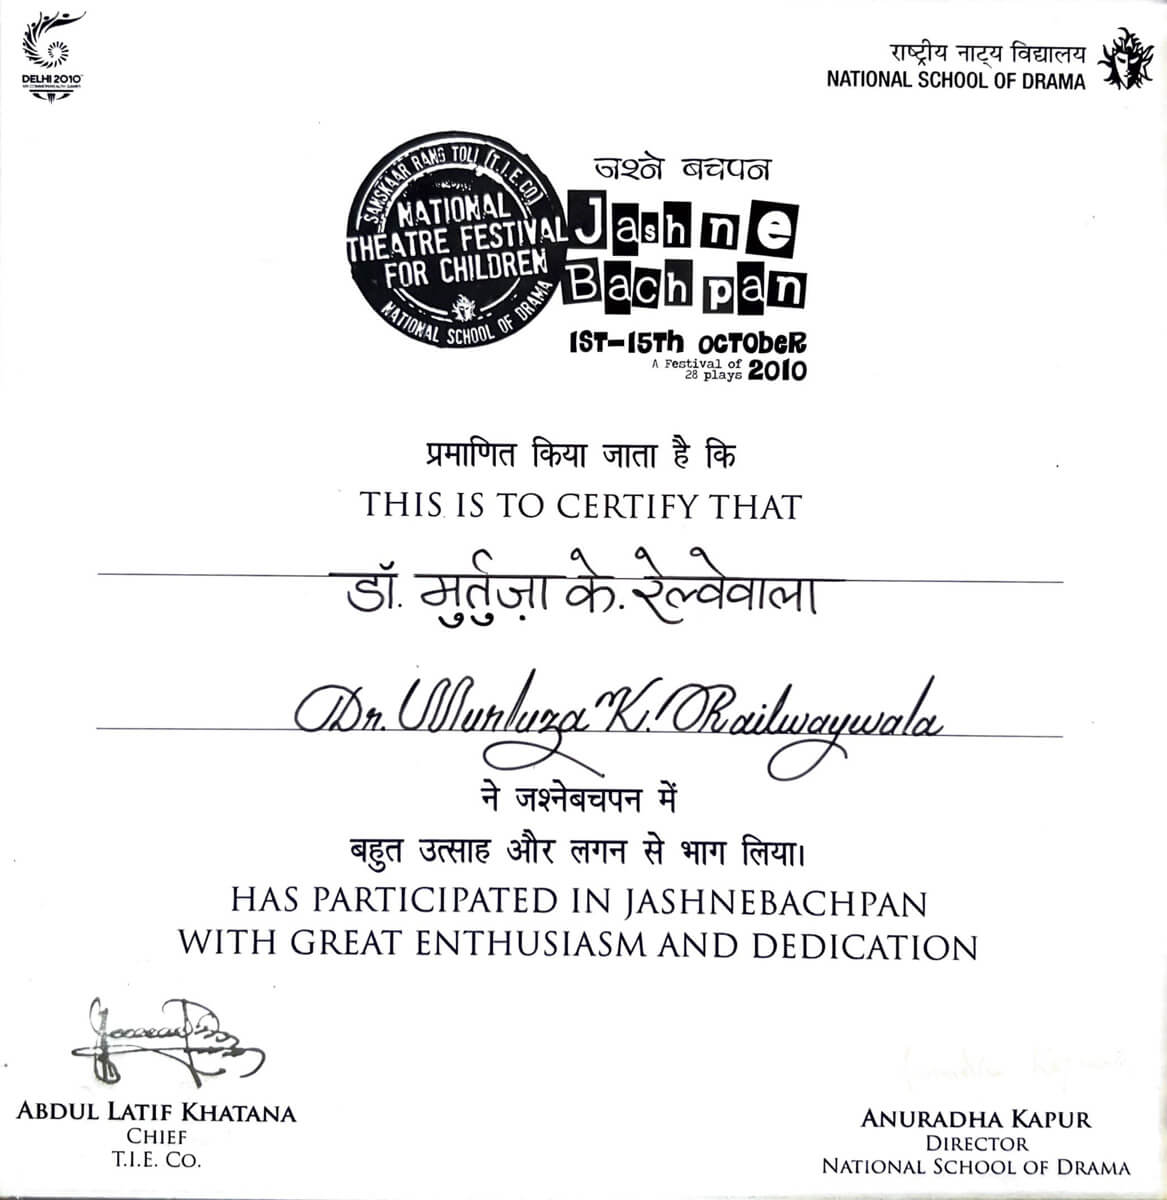 DELHI 2010
राष्ट्रीय नाट्य विद्यालय
NATIONAL SCHOOL OF DRAMA
SANSKAAR RANG TOLI (T.I.E.CO)
NATIONAL
THEATRE FESTIVAL
FOR CHILDREN
NATIONAL SCHOOL OF DRAMA
जश्ने बचपन
Jashne
Bachpan
1ST-15Th OCTObeR
A Festival of
28 plays 2010
प्रमाणित किया जाता है कि
THIS IS TO CERTIFY THAT
डॉ. मुर्तुज़ा के. रेल्वेवाला
Dr. Murtuza K. Railwaywala
ने जश्नेबचपन में
बहुत उत्साह और लगन से भाग लिया।
HAS PARTICIPATED IN JASHNEBACHPAN
WITH GREAT ENTHUSIASM AND DEDICATION
ABDUL LATIF KHATANA
CHIEF
T.I.E. CO.
ANURADHA KAPUR
DIRECTOR
NATIONAL SCHOOL OF DRAMA